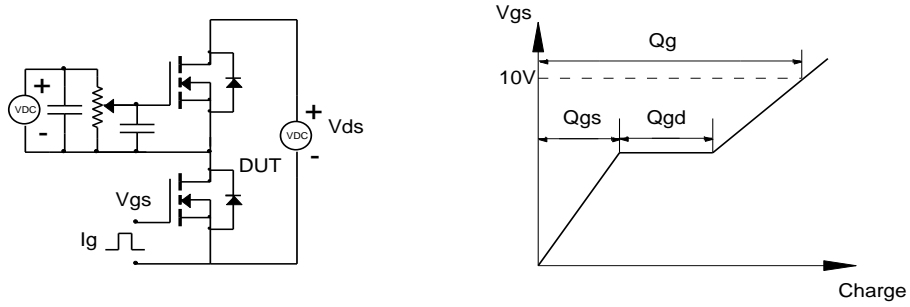 +
VDC
-
Vgs
Ig
DUT
+
VDC
-
Vds
Vgs
Qg
10V
Qgs
Qgd
Charge